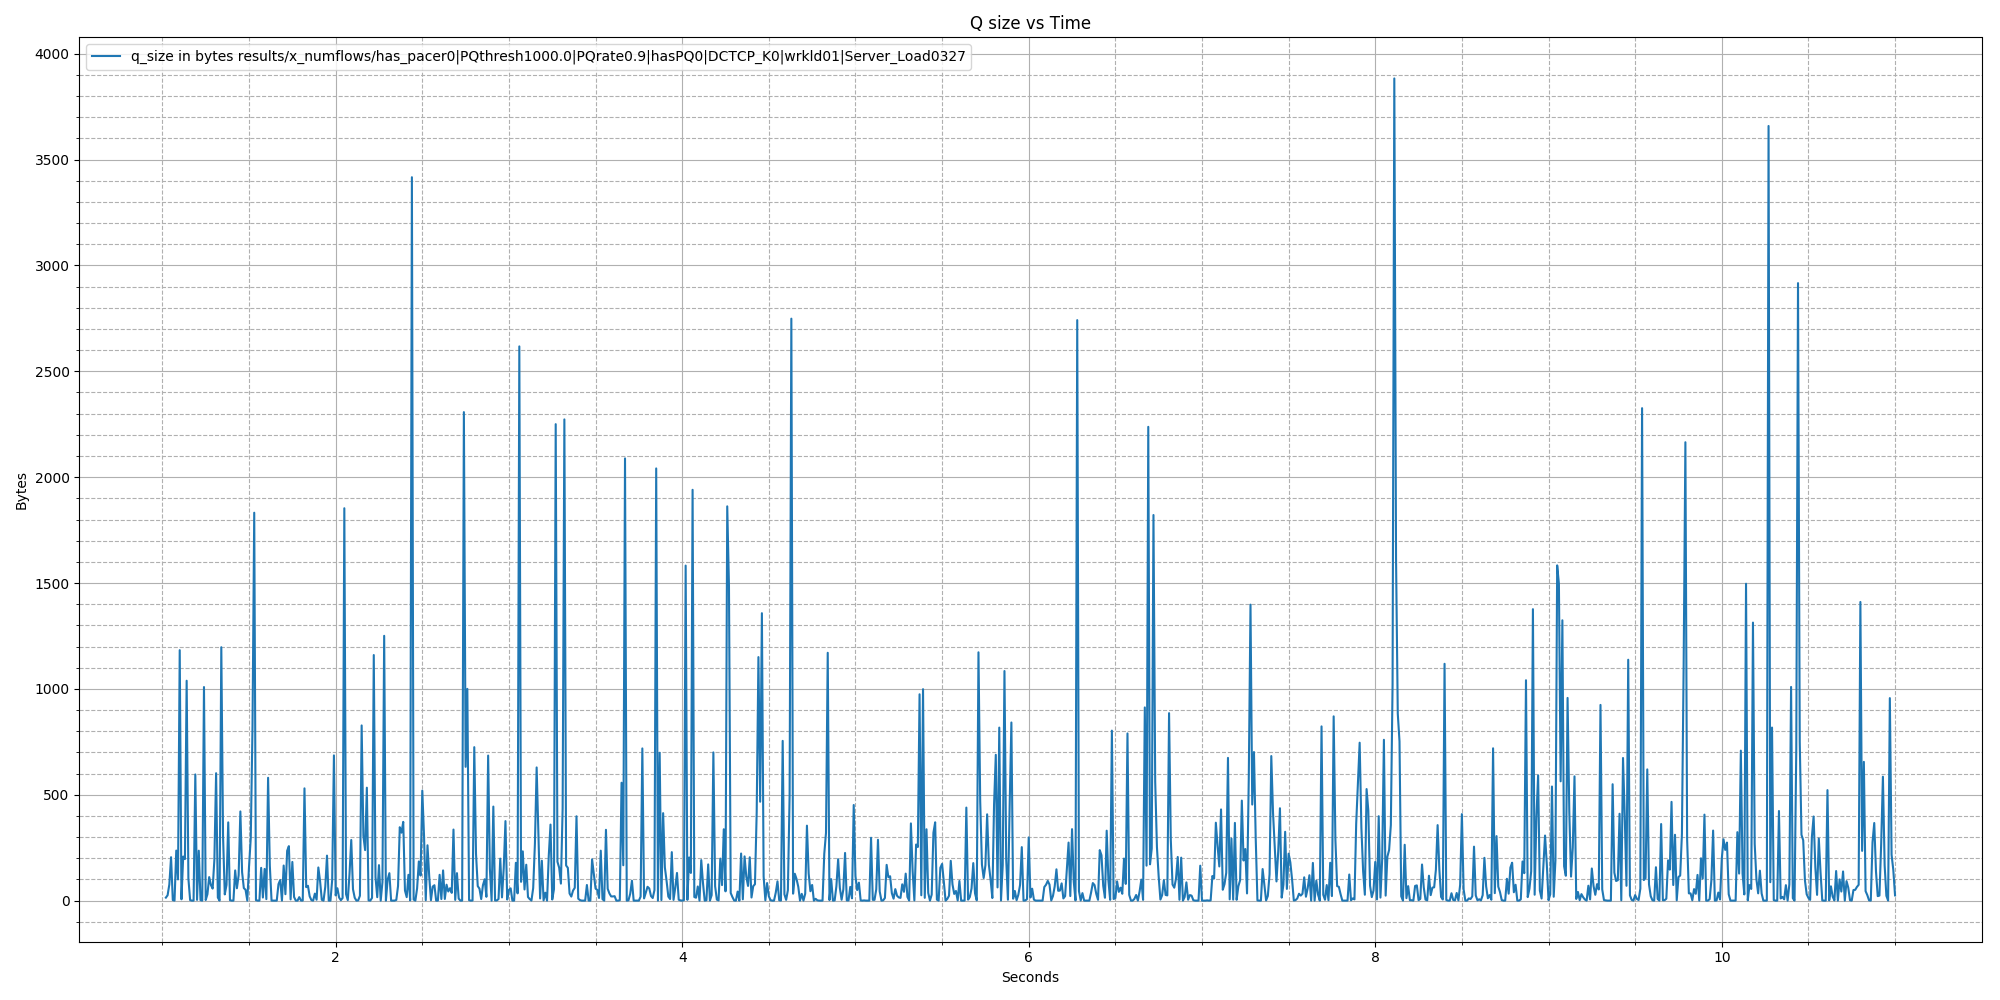 Q size vs Time
q_size in bytes results/x_numflows/has_pacer0|PQthresh1000.0|PQrate0.9|hasPQ0|DCTCP_K0|wrkld01|Server_Load0327
4000
3500
3000
2500
2000
1500
1000
500
0
Bytes
2 4 6 8 10
Seconds